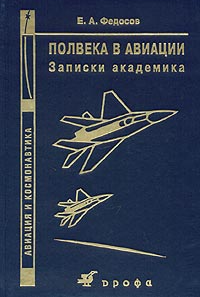 Е. А. Федосов
ПОЛВЕКА В АВИАЦИИ
Записки академика
АВИАЦИЯ И КОСМОНАВТИКА
дрофа